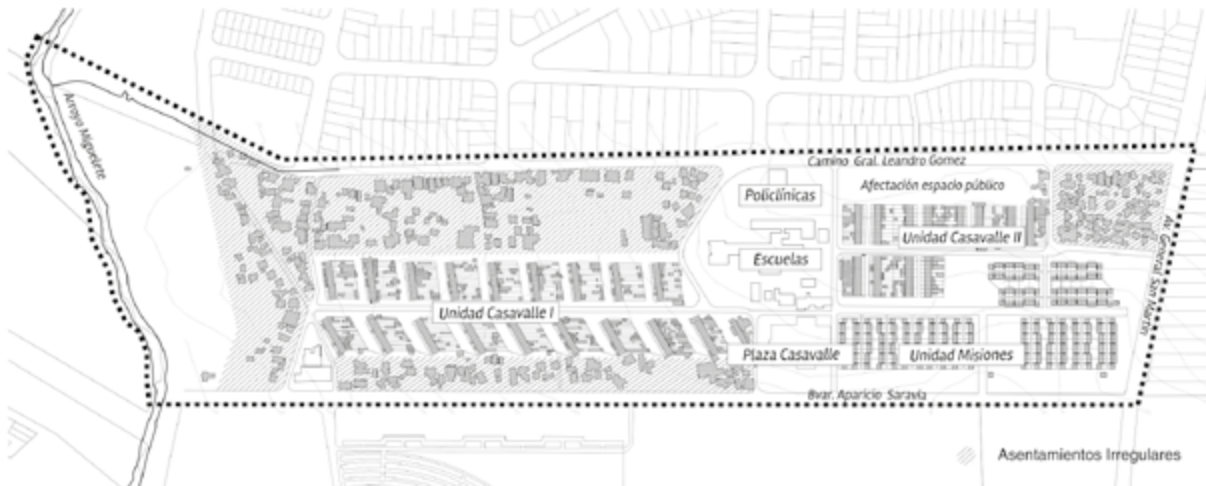 Arroyo Miguelete
Camino Gral. Leandro Gomez
Policlínicas
Afectación espacio público
Unidad Casavalle II
Escuelas
Av. General San Martín
Unidad Casavalle I
Plaza Casavalle
Unidad Misiones
Bvar. Aparicio Saravia
Asentamientos Irregulares